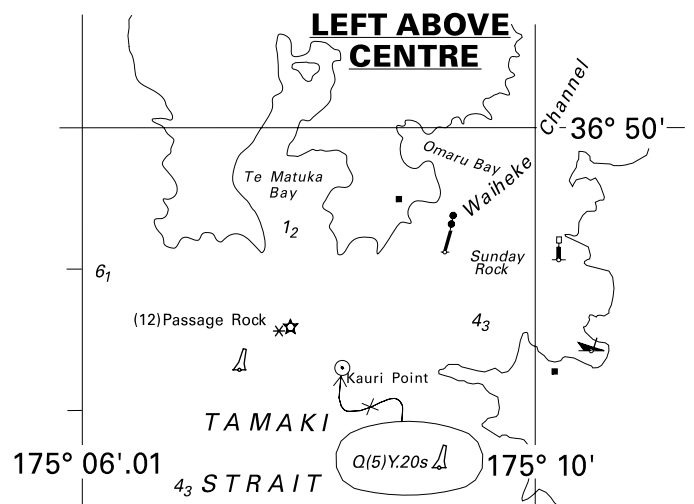 LEFT ABOVE
CENTRE
Channel
36° 50'
Omaru Bay
Waiheke
Te Matuka
Bay
1₂
Sunday
Rock
6₁
(12)Passage Rock
4₃
Kauri Point
TAMAKI
175° 06'.01
Q(5)Y.20s
175° 10'
4₃ STRAIT